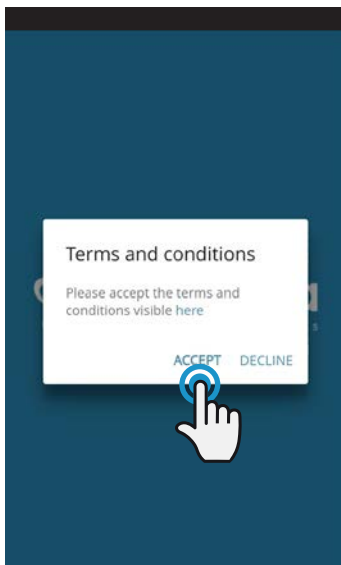 Terms and conditions
Please accept the terms and
conditions visible here
ACCEPT DECLINE